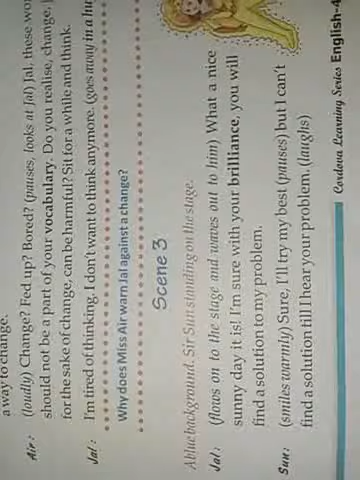 a way to change.
Air : (loudly) Change? Fed up? Bored? (pauses, looks at Jal) Jal, these
should not be a part of your vocabulary. Do you realise, change,
for the sake of change, can be harmful? Sit for a while and think.
Jal : I'm tired of thinking. I don't want to think anymore. (goes away in a
Why does Miss Air warn Jal against a change?
Scene 3
A blue background. Sir Sun standing on the stage.
Jal : (flows on to the stage and waves out to him) What a nice
sunny day it is! I'm sure with your brilliance, you will
find a solution to my problem.
Sun : (smiles warmly) Sure, I'll try my best (pauses) but I can't
find a solution till I hear your problem. (laughs)
Cordova Learning Series English-4